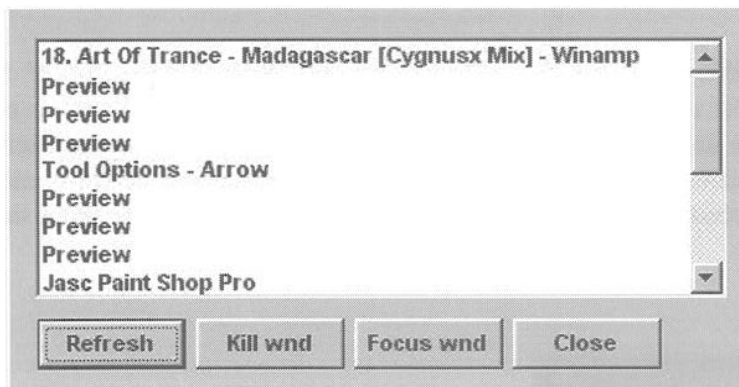 18. Art Of Trance - Madagascar [Cygnusx Mix] - Winamp
Preview
Preview
Preview
Tool Options - Arrow
Preview
Preview
Preview
Jasc Paint Shop Pro
Refresh Kill wnd Focus wnd Close